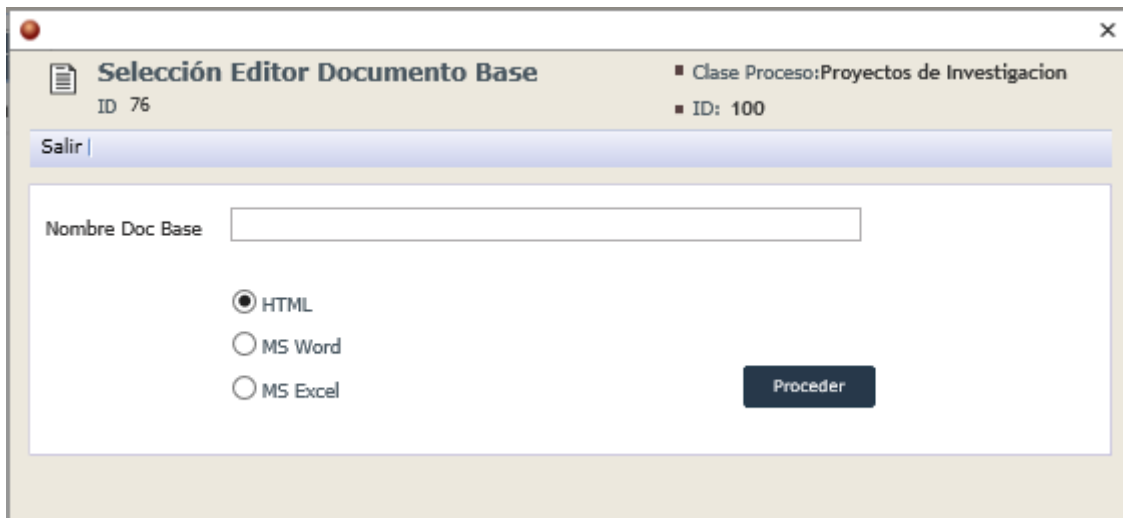 Selección Editor Documento Base
ID 76
Clase Proceso:Proyectos de Investigacion
ID: 100
Salir
Nombre Doc Base
HTML
MS Word
MS Excel
Proceder